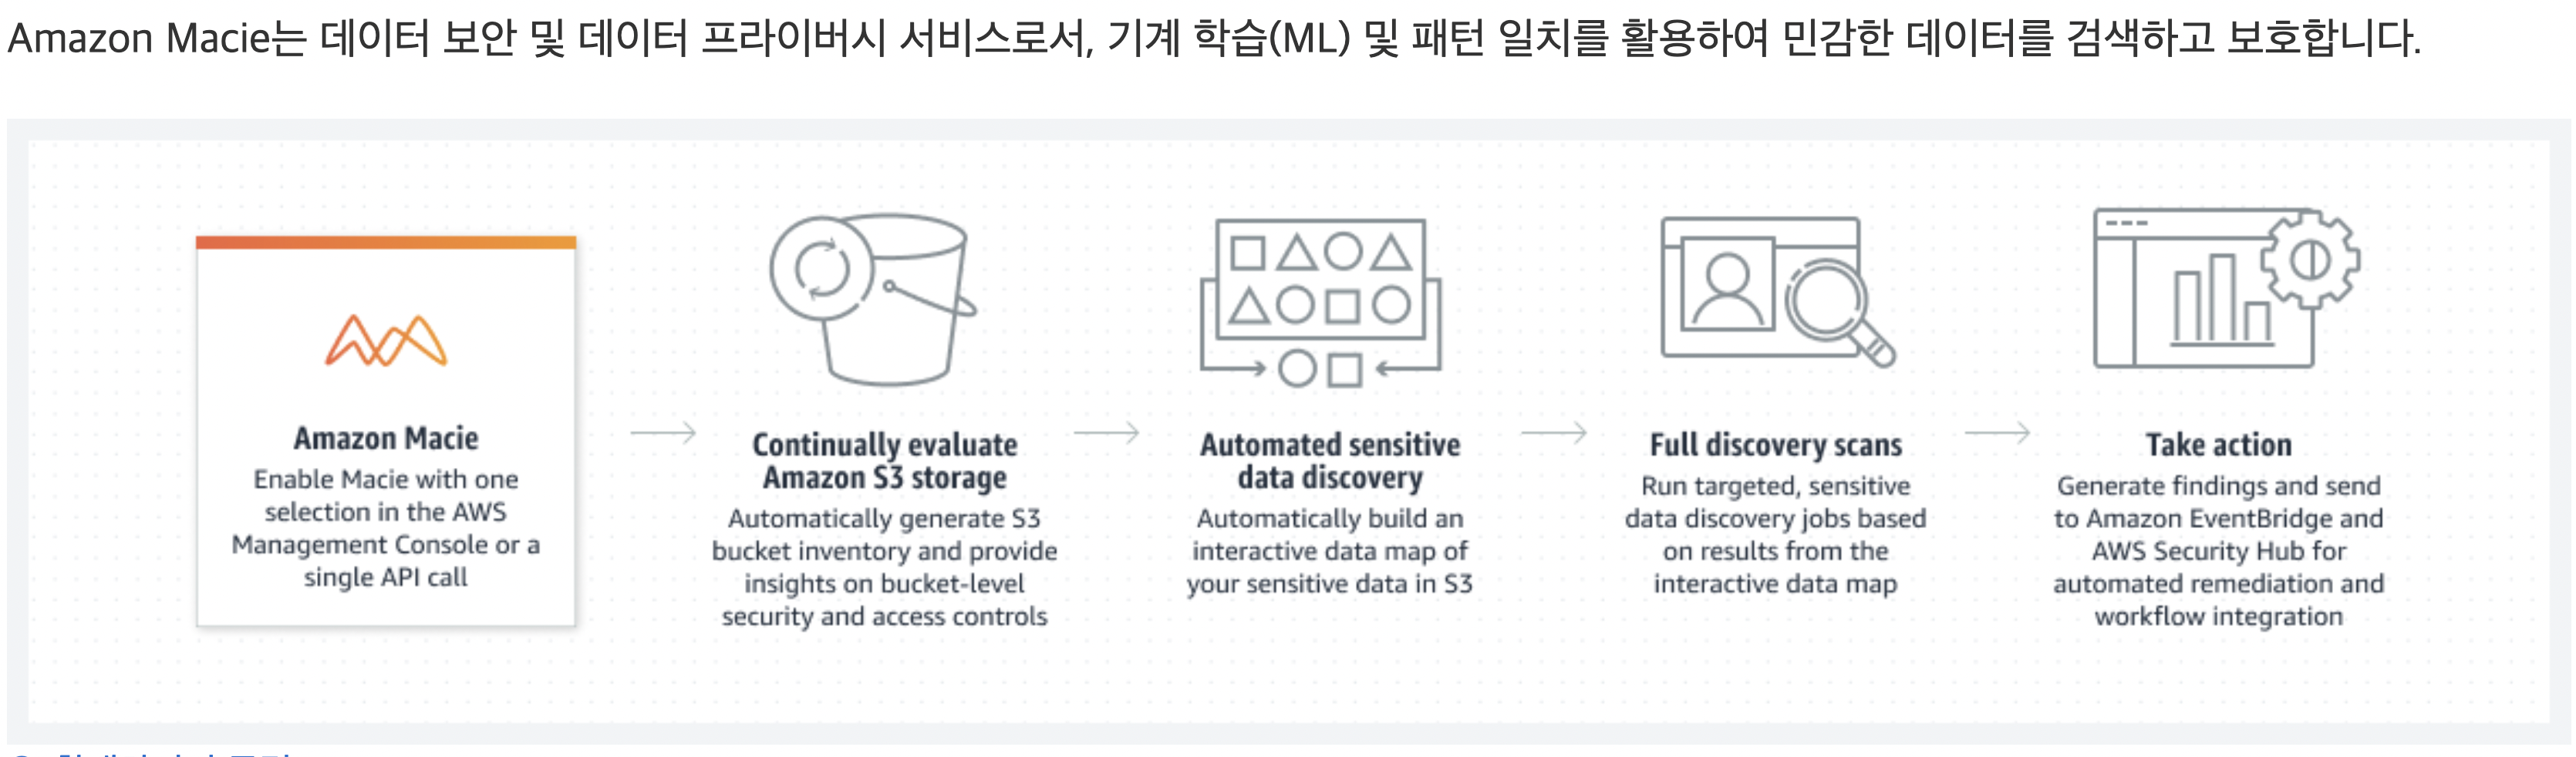 Amazon Macie는 데이터 보안 및 데이터 프라이버시 서비스로서, 기계 학습(ML) 및 패턴 일치를 활용하여 민감한 데이터를 검색하고 보호합니다.
Amazon Macie
Enable Macie with one
selection in the AWS
Management Console or a
single API call
Continually evaluate
Amazon S3 storage
Automatically generate S3
bucket inventory and provide
insights on bucket-level
security and access controls
Automated sensitive
data discovery
Automatically build an
interactive data map of
your sensitive data in S3
Full discovery scans
Run targeted, sensitive
data discovery jobs based
on results from the
interactive data map
Take action
Generate findings and send
to Amazon EventBridge and
AWS Security Hub for
automated remediation and
workflow integration